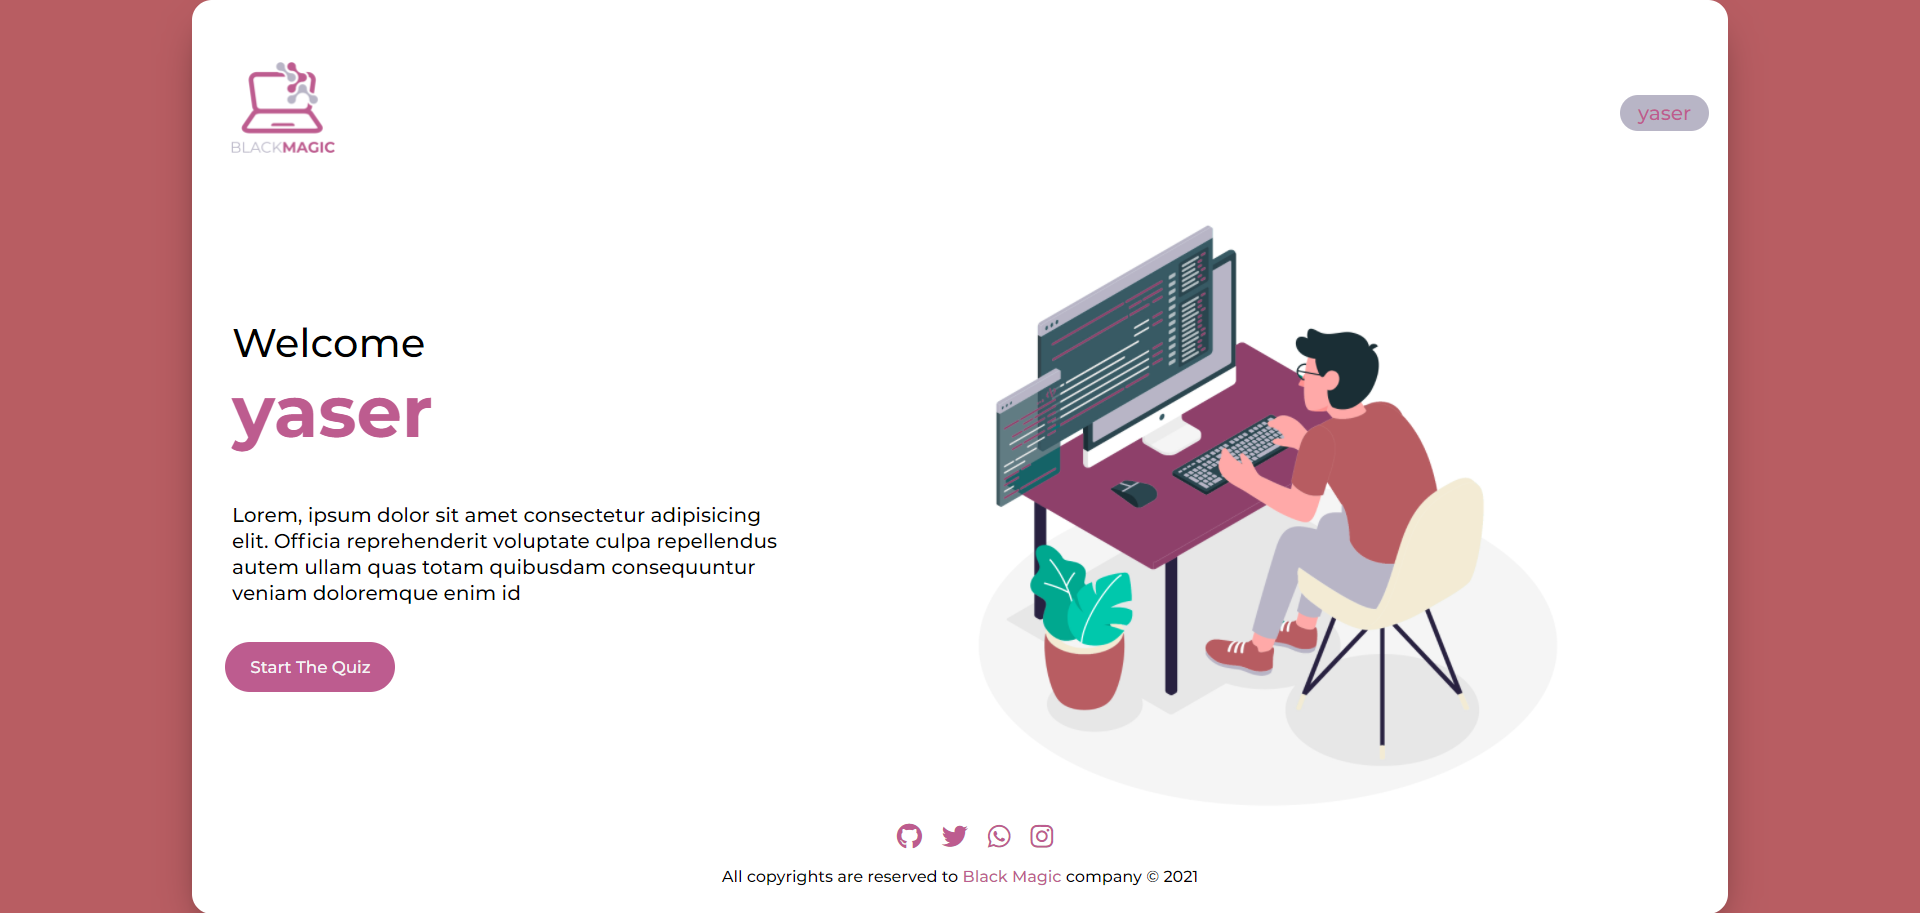 BLACKMAGIC
yaser
Welcome
yaser
Lorem, ipsum dolor sit amet consectetur adipisicing
elit. Officia reprehenderit voluptate culpa repellendus
autem ullam quas totam quibusdam consequuntur
veniam doloremque enim id
Start The Quiz
All copyrights are reserved to Black Magic company © 2021